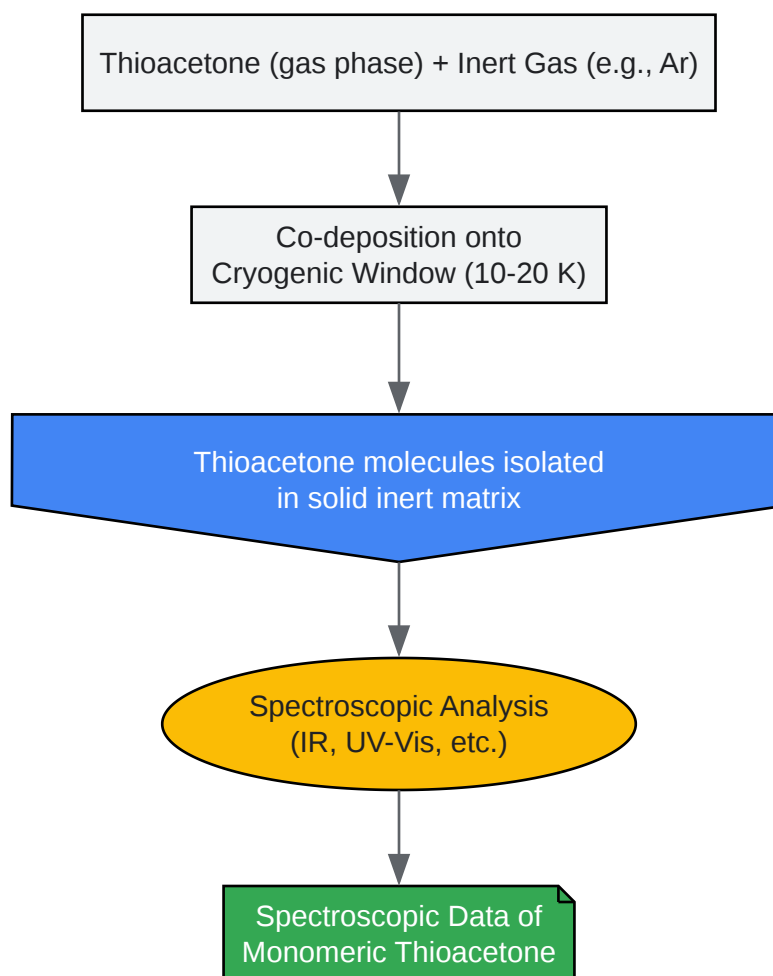 Thioacetone (gas phase) + Inert Gas (e.g., Ar)
Co-deposition onto
Cryogenic Window (10-20 K)
Thioacetone molecules isolated
in solid inert matrix
Spectroscopic Analysis
(IR, UV-Vis, etc.)
Spectroscopic Data of
Monomeric Thioacetone